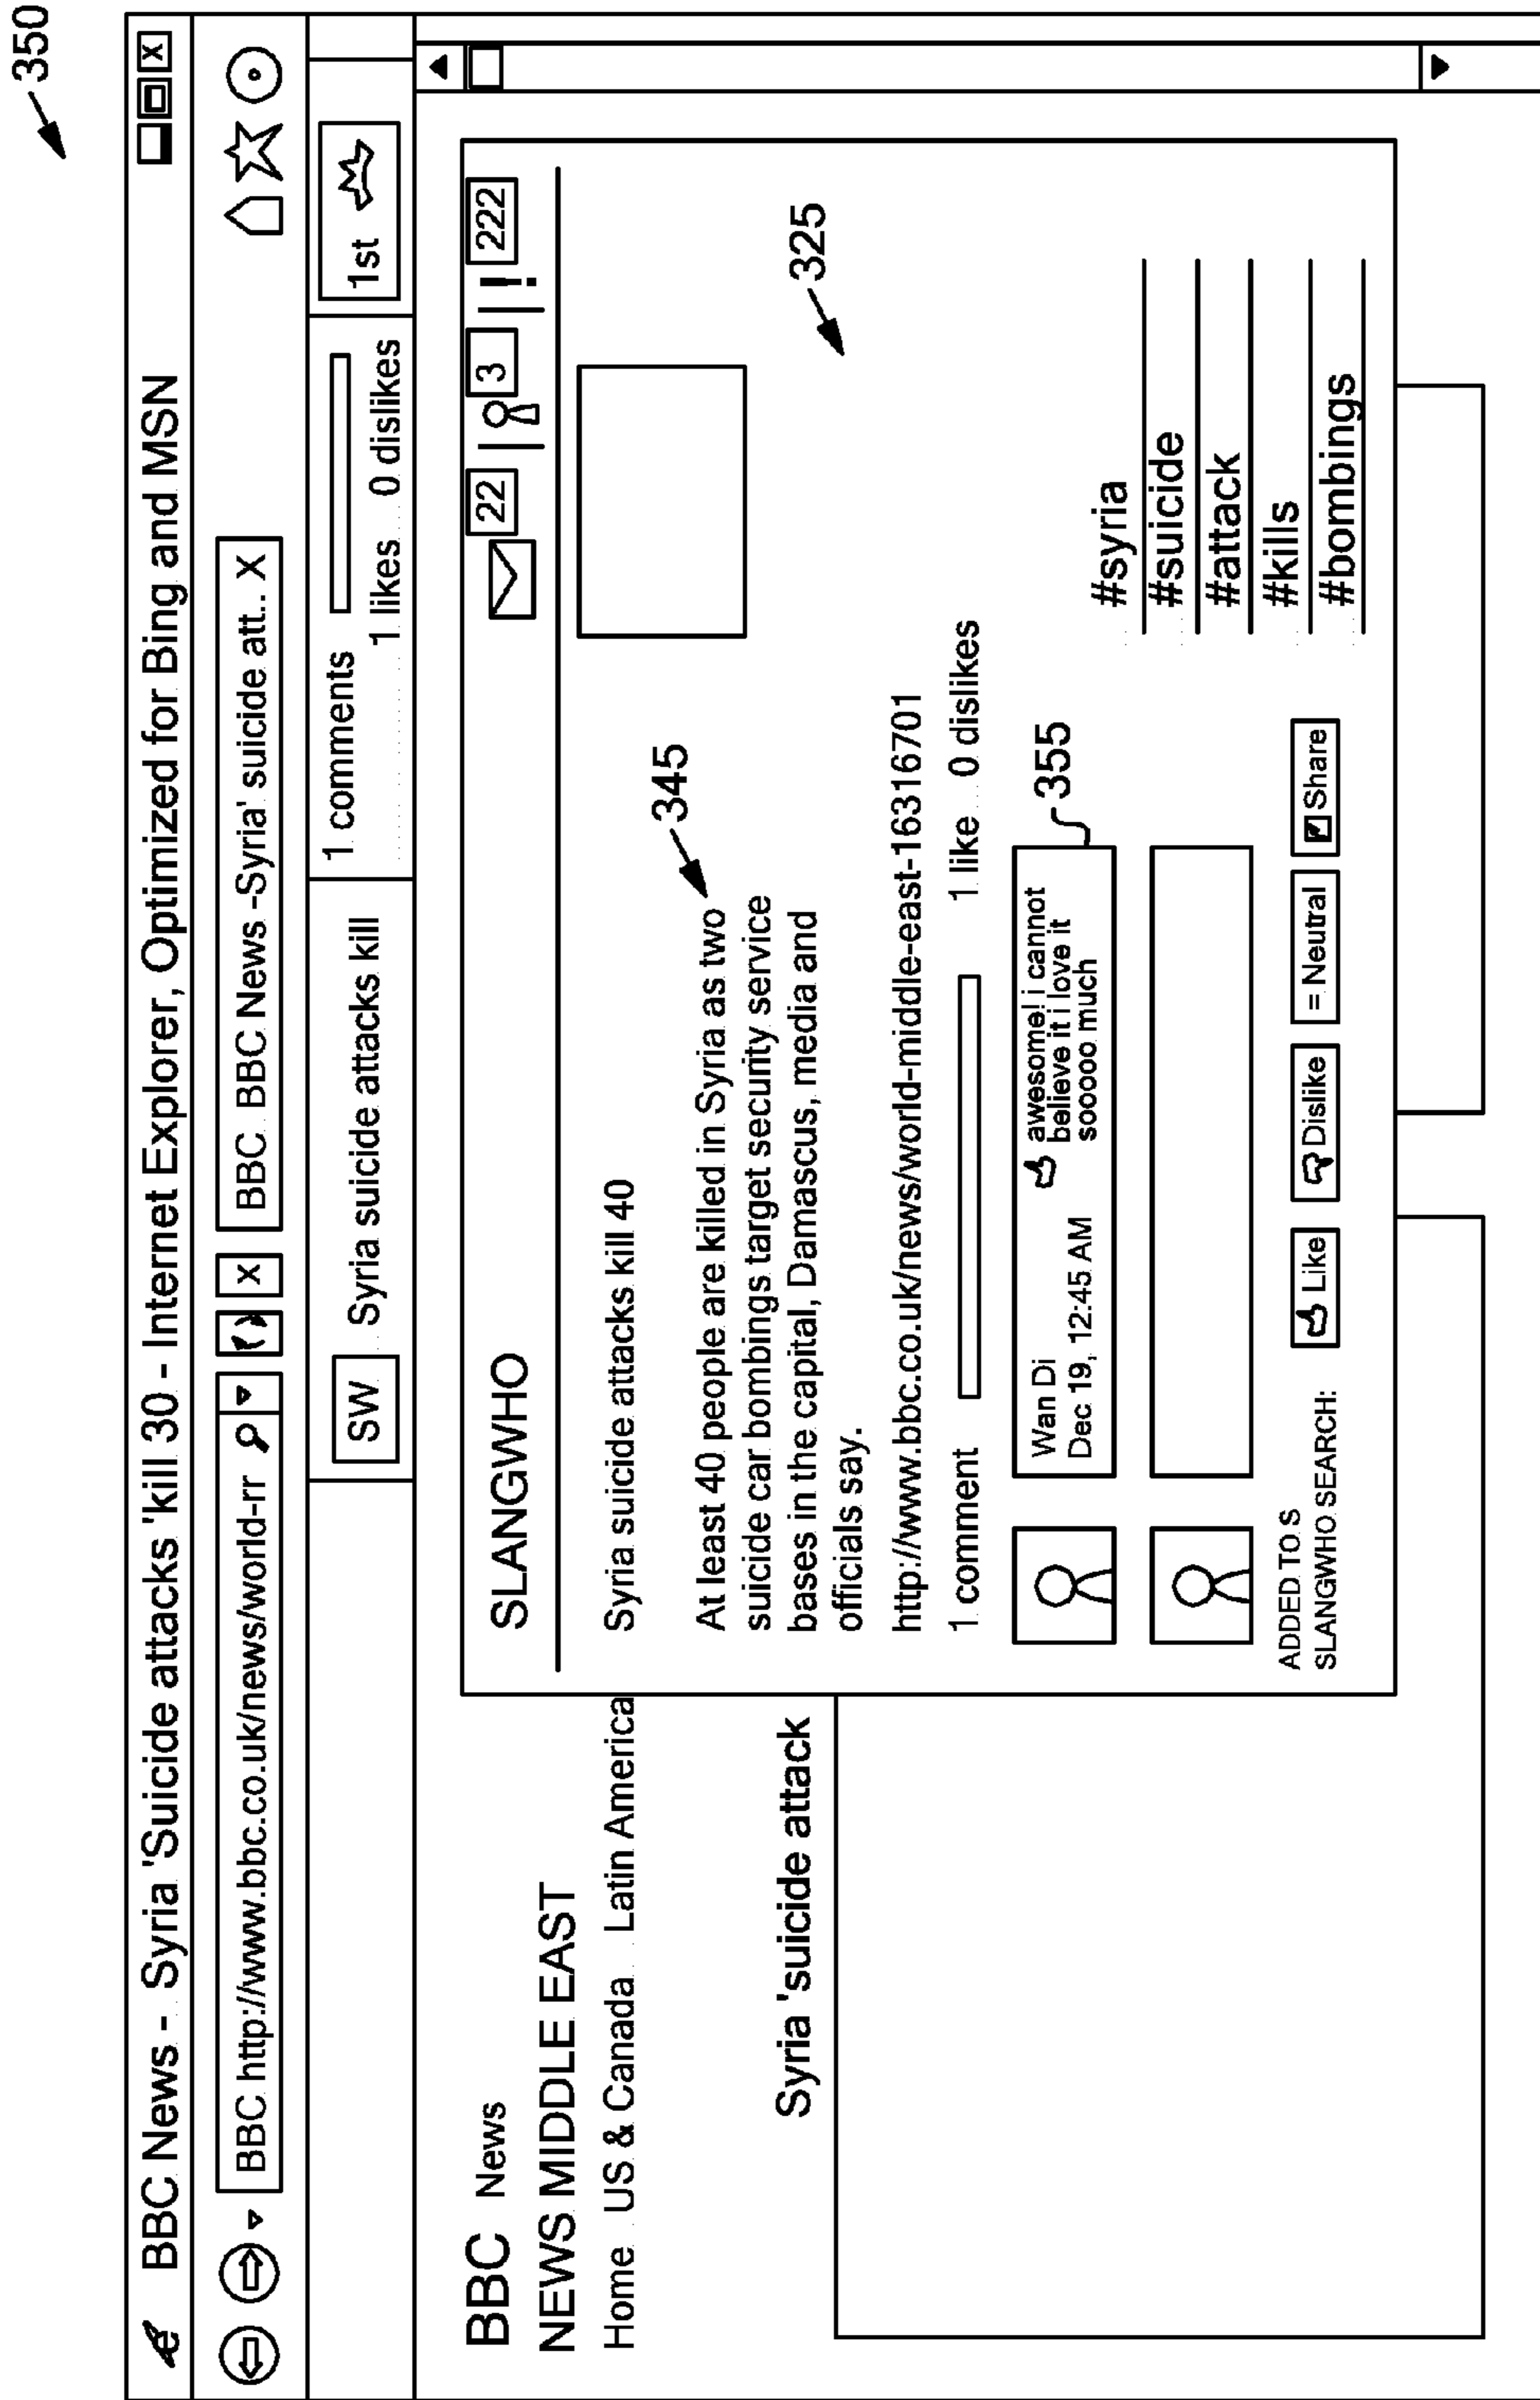 350
BBC News - Syria 'Suicide attacks 'kill 30 - Internet Explorer, Optimized for Bing and MSN
X
BBC http://www.bbc.co.uk/news/world-rr
X
BBC BBC News -Syria' suicide att.. X
SW Syria suicide attacks kill
1 comments
1 likes 0 dislikes
1st
BBC News
NEWS MIDDLE EAST
Home US & Canada Latin America
Syria 'suicide attack
SLANGWHO
22 | 3 | ! 222
Syria suicide attacks kill 40
345
At least 40 people are killed in Syria as two
suicide car bombings target security service
bases in the capital, Damascus, media and
officials say.
325
http://www.bbc.co.uk/news/world-middle-east-16316701
1 comment 1 like 0 dislikes
Wan Di
Dec 19, 12:45 AM
awesome! i cannot
believe it i love it
sooooo much
355
#syria
#suicide
#attack
#kills
#bombings
ADDED TO S
SLANGWHO SEARCH:
Like
Dislike
= Neutral
Share